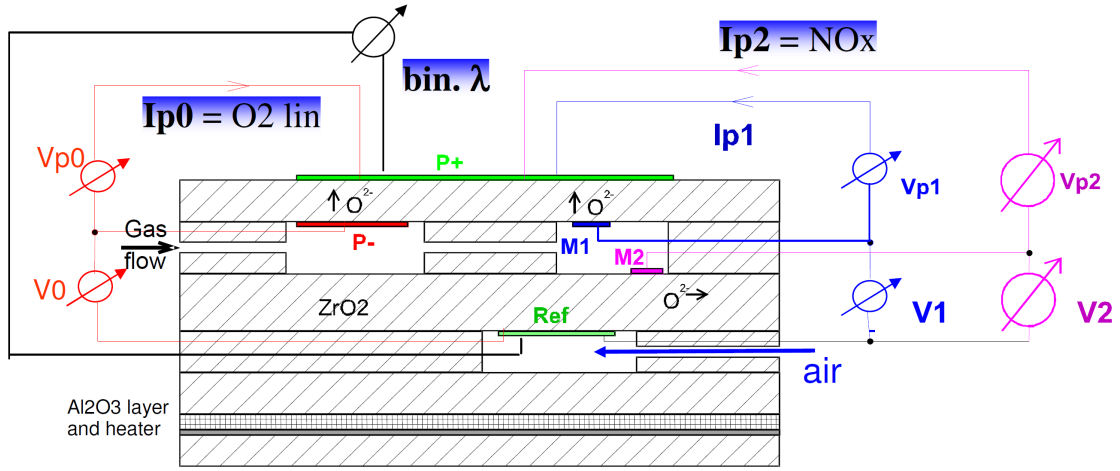 Ip2 = NOx
bin. λ
Ip0 = O2 lin
Ip1
Vp0
P+
Vp1
Vp2
O2-
O2-
Gas
flow
P-
M1
M2
V0
ZrO2
O2-
Ref
V1
V2
-
air
Al2O3 layer
and heater